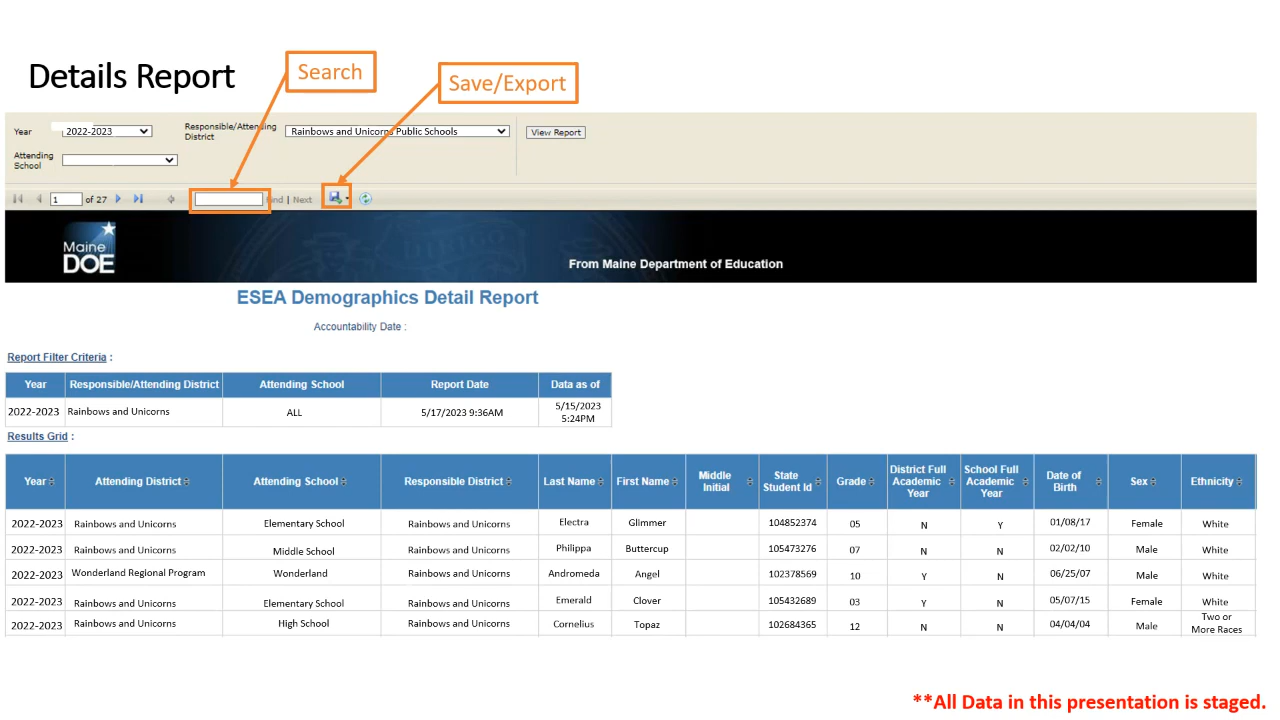 Details Report
Search
Save/Export
Year 2022-2023 Responsible/Attending District Rainbows and Unicorns Public Schools View Report
Attending School
1 of 27 Find | Next
Maine DOE
From Maine Department of Education
ESEA Demographics Detail Report
Accountability Date :
Report Filter Criteria :
Year Responsible/Attending District Attending School Report Date Data as of
2022-2023 Rainbows and Unicorns ALL 5/17/2023 9:36AM 5/15/2023 5:24PM
Results Grid :
Year Attending District Attending School Responsible District Last Name First Name Middle Initial State Student Id Grade District Full Academic Year School Full Academic Year Date of Birth Sex Ethnicity
2022-2023 Rainbows and Unicorns Elementary School Rainbows and Unicorns Electra Glimmer 104852374 05 N Y 01/08/17 Female White
2022-2023 Rainbows and Unicorns Middle School Rainbows and Unicorns Philippa Buttercup 105473276 07 N N 02/02/10 Male White
2022-2023 Wonderland Regional Program Wonderland Rainbows and Unicorns Andromeda Angel 102378569 10 Y N 06/25/07 Male White
2022-2023 Rainbows and Unicorns Elementary School Rainbows and Unicorns Emerald Clover 105432689 03 Y N 05/07/15 Female White
2022-2023 Rainbows and Unicorns High School Rainbows and Unicorns Cornelius Topaz 102684365 12 N N 04/04/04 Male Two or More Races
**All Data in this presentation is staged.